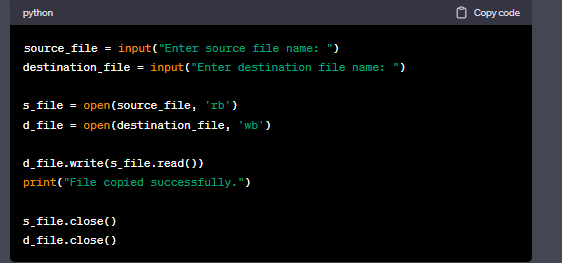 python
Copy code
source_file = input("Enter source file name: ")
destination_file = input("Enter destination file name: ")
s_file = open(source_file, 'rb')
d_file = open(destination_file, 'wb')
d_file.write(s_file.read())
print("File copied successfully.")
s_file.close()
d_file.close()